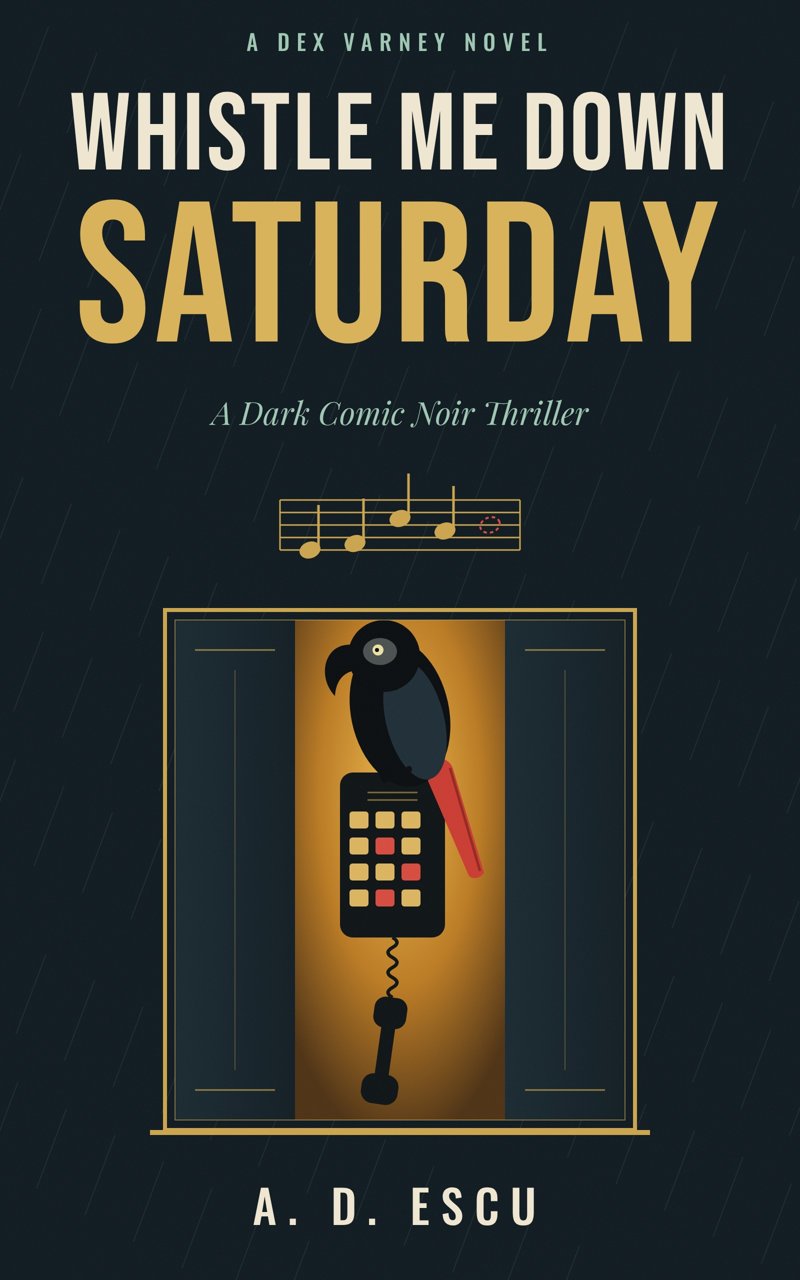 A DEX VARNEY NOVEL
WHISTLE ME DOWN
SATURDAY
A Dark Comic Noir Thriller
A. D. ESCU